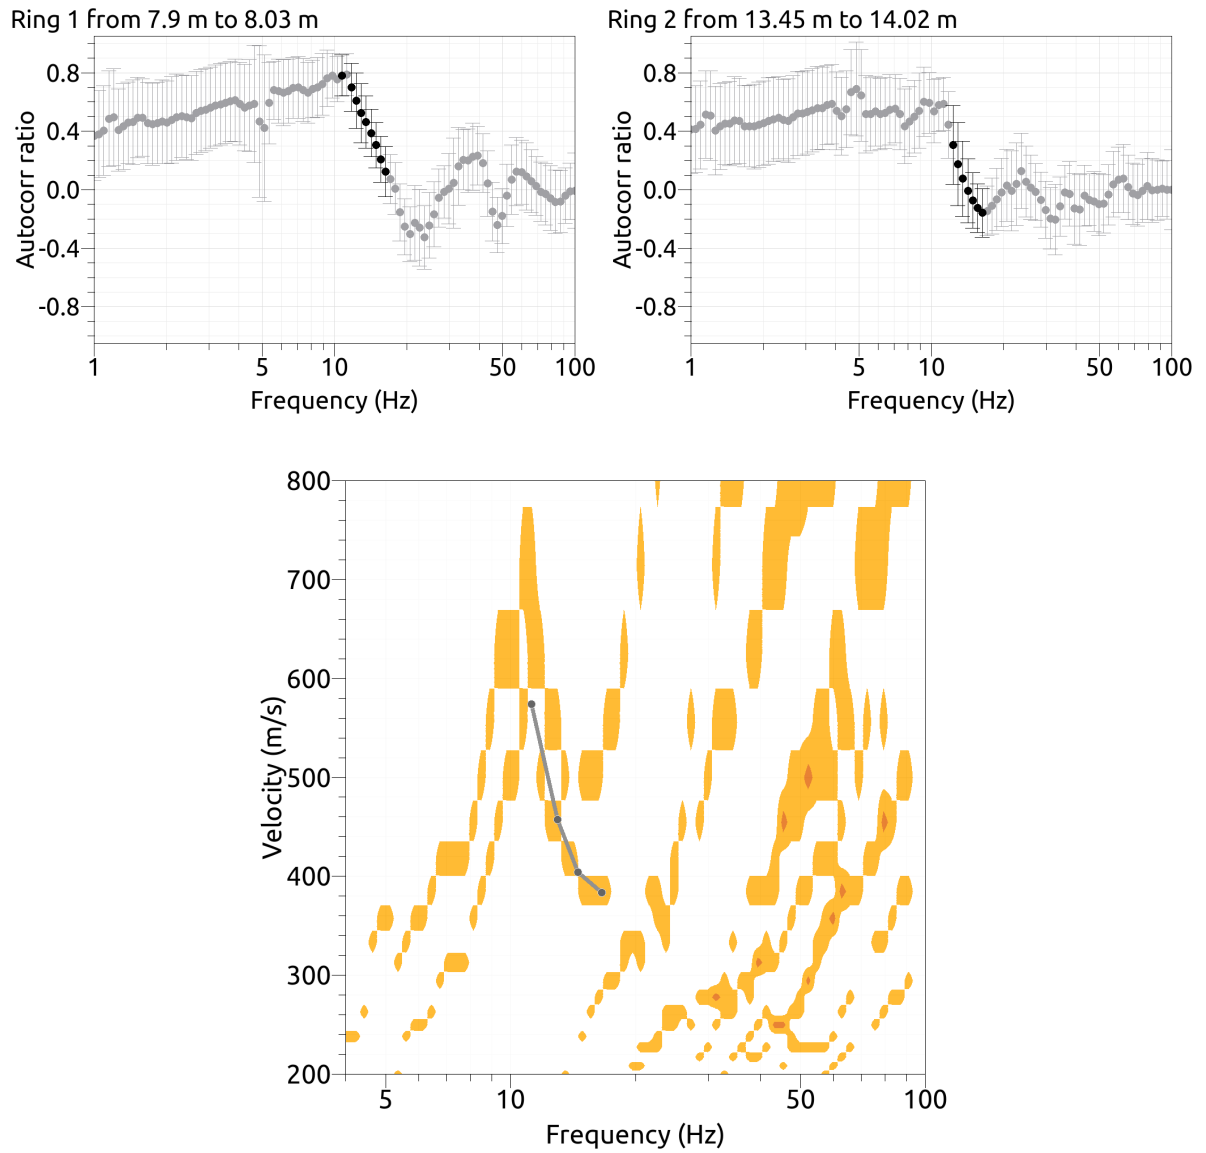 Ring 1 from 7.9 m to 8.03 m
Autocorr ratio
0.8
0.4
0.0
-0.4
-0.8
1 5 10 50 100
Frequency (Hz)
Ring 2 from 13.45 m to 14.02 m
Autocorr ratio
0.8
0.4
0.0
-0.4
-0.8
1 5 10 50 100
Frequency (Hz)
Velocity (m/s)
800
700
600
500
400
300
200
5 10 50 100
Frequency (Hz)